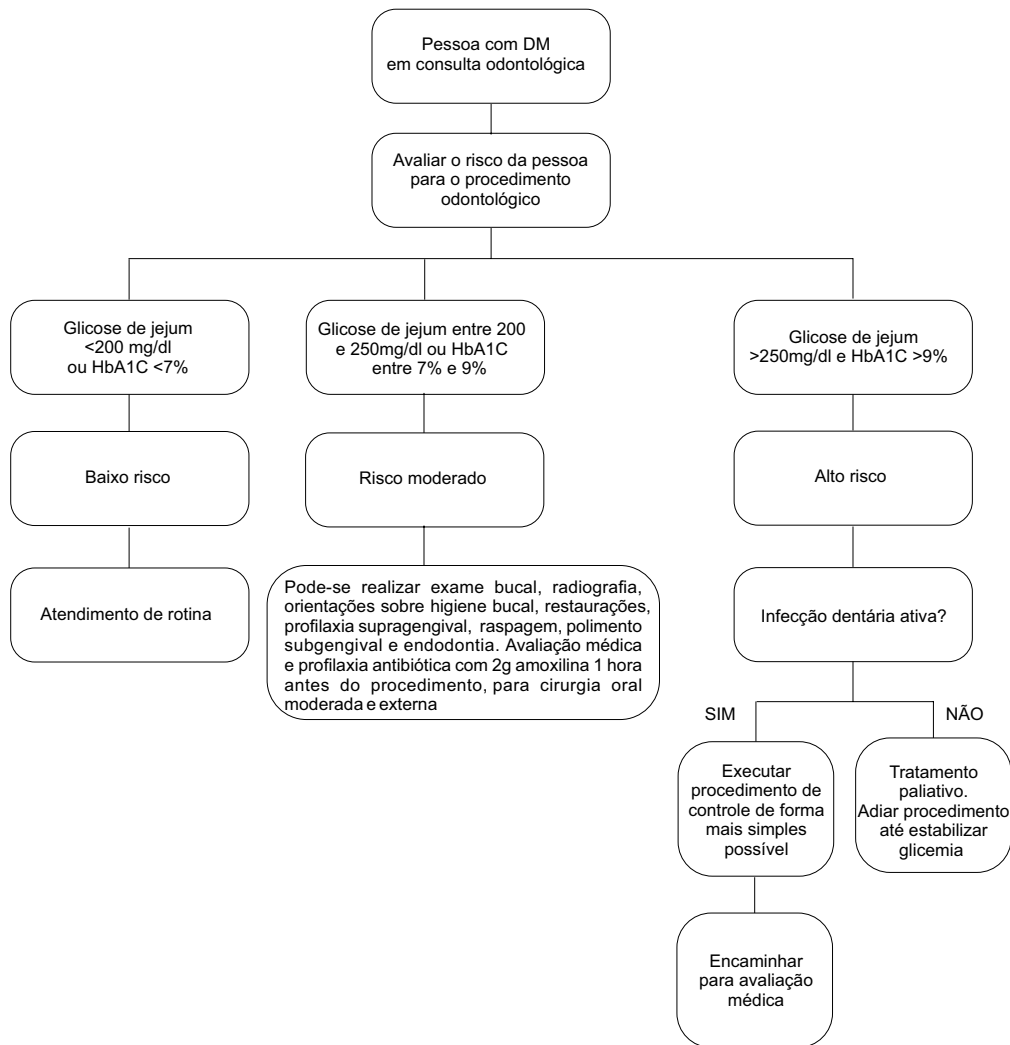 Pessoa com DM
em consulta odontológica
Avaliar o risco da pessoa
para o procedimento
odontológico
Glicose de jejum
<200 mg/dl
ou HbA1C <7%
Glicose de jejum entre 200
e 250mg/dl ou HbA1C
entre 7% e 9%
Glicose de jejum
>250mg/dl e HbA1C >9%
Baixo risco
Risco moderado
Alto risco
Atendimento de rotina
Pode-se realizar exame bucal, radiografia,
orientações sobre higiene bucal, restaurações,
profilaxia supragengival, raspagem, polimento
subgengival e endodontia. Avaliação médica
e profilaxia antibiótica com 2g amoxilina 1 hora
antes do procedimento, para cirurgia oral
moderada e externa
Infecção dentária ativa?
SIM
NÃO
Executar
procedimento de
controle de forma
mais simples
possível
Tratamento
paliativo.
Adiar procedimento
até estabilizar
glicemia
Encaminhar
para avaliação
médica